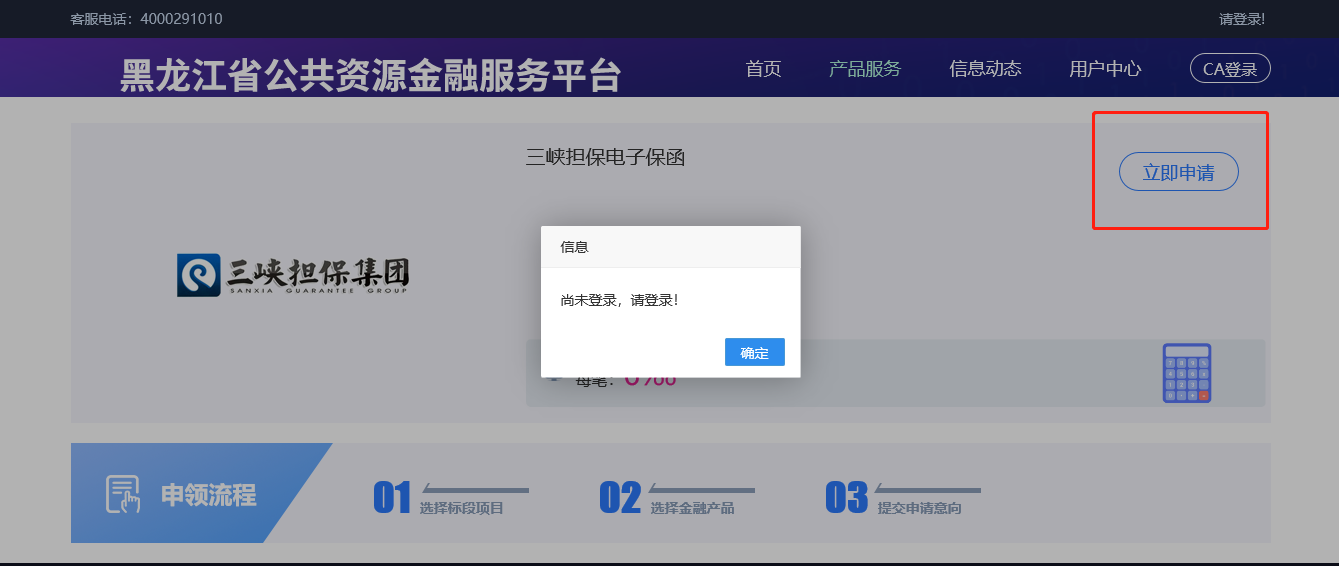 客服电话：4000291010
请登录!
黑龙江省公共资源金融服务平台
首页
产品服务
信息动态
用户中心
CA登录
三峡担保电子保函
立即申请
三峡担保集团
SANXIA GUARANTEE GROUP
信息
尚未登录，请登录!
确定
每笔：
申领流程
01
选择标段项目
02
选择金融产品
03
提交申请意向